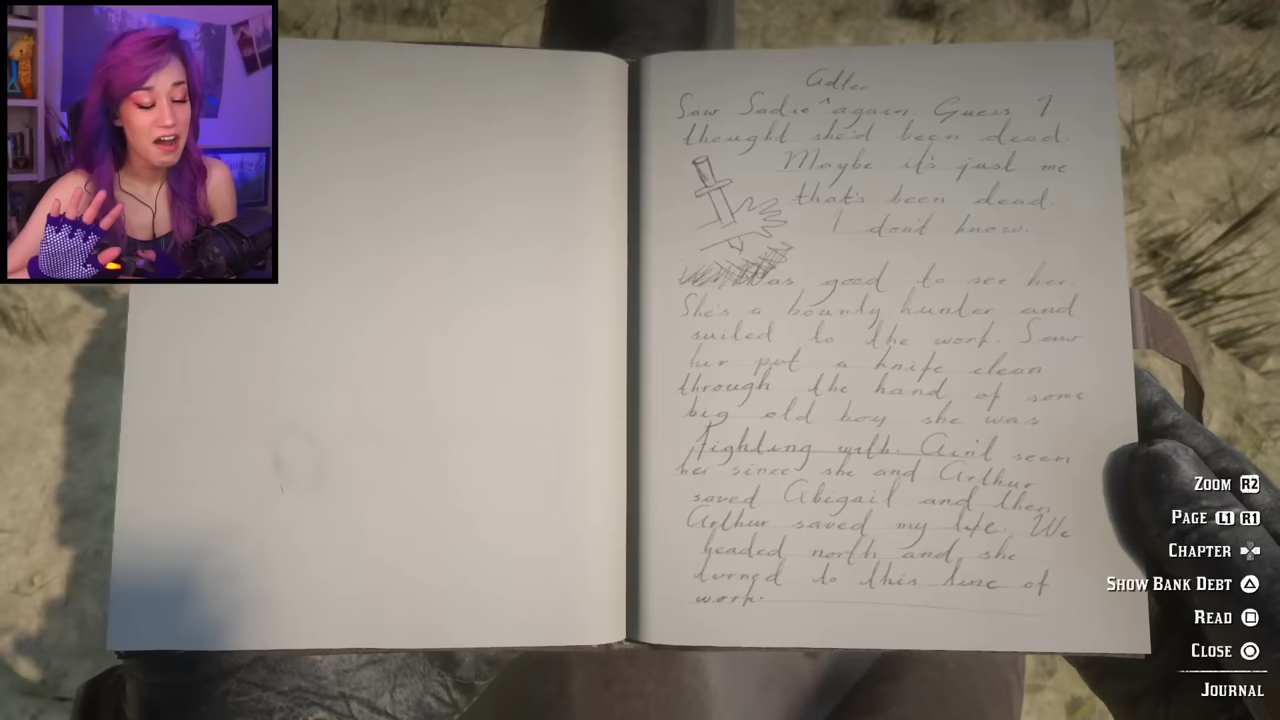 Adler
Saw Sadie ^ again. Guess I
thought she'd been dead.
Maybe it's just me
that's been dead.
I don't know.
Was good to see her.
She's a bounty hunter and
suited to the work. Saw
her put a knife clean
through the hand of some
big old boy she was
fighting with. Ain't seen
her since she and Arthur
saved Abigail and then
Arthur saved my life. We
headed north and she
turned to this line of
work.
ZOOM R2
PAGE L1 R1
CHAPTER
SHOW BANK DEBT
READ
CLOSE
JOURNAL